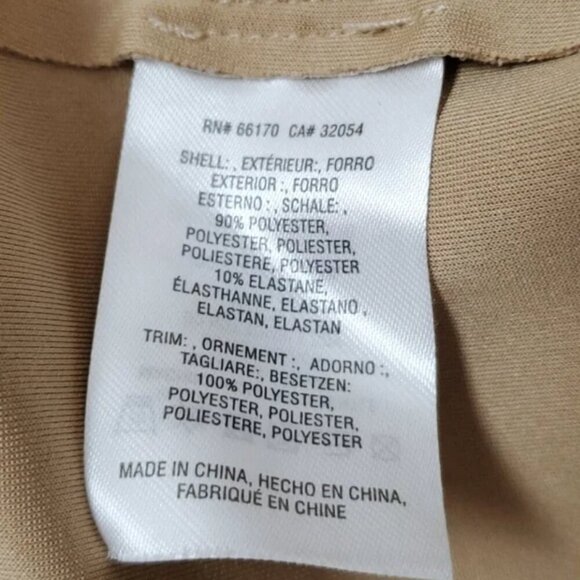 RN# 66170 CA# 32054
SHELL: , EXTÉRIEUR:, FORRO
EXTERIOR :, FORRO
ESTERNO :, SCHALE: ,
90% POLYESTER,
POLYESTER, POLIESTER,
POLIESTERE, POLYESTER
10% ELASTANE,
ÉLASTHANNE, ELASTANO ,
ELASTAN, ELASTAN
TRIM: , ORNEMENT :, ADORNO :,
TAGLIARE:, BESETZEN:
100% POLYESTER,
POLYESTER, POLIESTER,
POLIESTERE, POLYESTER
MADE IN CHINA, HECHO EN CHINA,
FABRIQUÉ EN CHINE